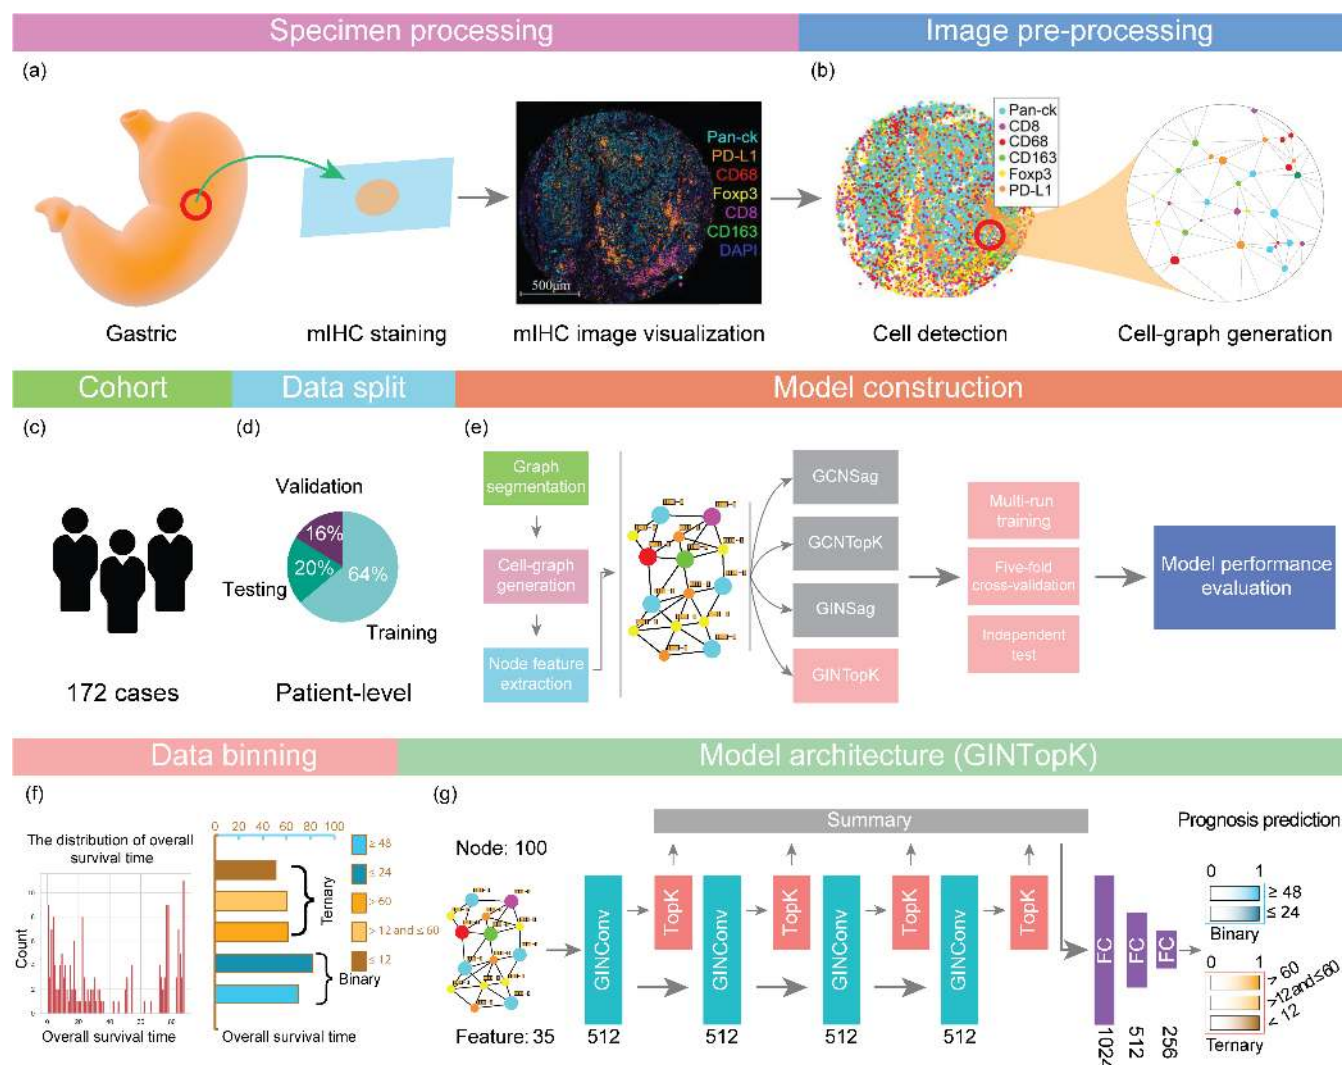 Specimen processing
Image pre-processing
(a)
Pan-ck
PD-L1
CD68
Foxp3
CD8
CD163
DAPI
500μm
Gastric
mIHC staining
mIHC image visualization
(b)
Pan-ck
CD8
CD68
CD163
Foxp3
PD-L1
Cell detection
Cell-graph generation
Cohort
Data split
Model construction
(c)
172 cases
(d)
Validation
16%
20%
64%
Testing
Training
Patient-level
(e)
Graph
segmentation
Cell-graph
generation
Node feature
extraction
GCNSag
GCNTopK
GINSag
GINTopK
Multi-run
training
Five-fold
cross-validation
Independent
test
Model performance
evaluation
Data binning
Model architecture (GINTopK)
(f)
The distribution of overall
survival time
Count
Overall survival time
0 20 40 60 80 100
≥ 48
≤ 24
> 60
> 12 and ≤ 60
≤ 12
Ternary
Binary
Overall survival time
(g)
Summary
Node: 100
Feature: 35
GINConv
TopK
GINConv
TopK
GINConv
TopK
GINConv
TopK
512
512
512
512
FC
FC
FC
1024
512
256
Prognosis prediction
0 1
≥ 48
≤ 24
Binary
0 1
> 60
>12 and ≤60
< 12
Ternary